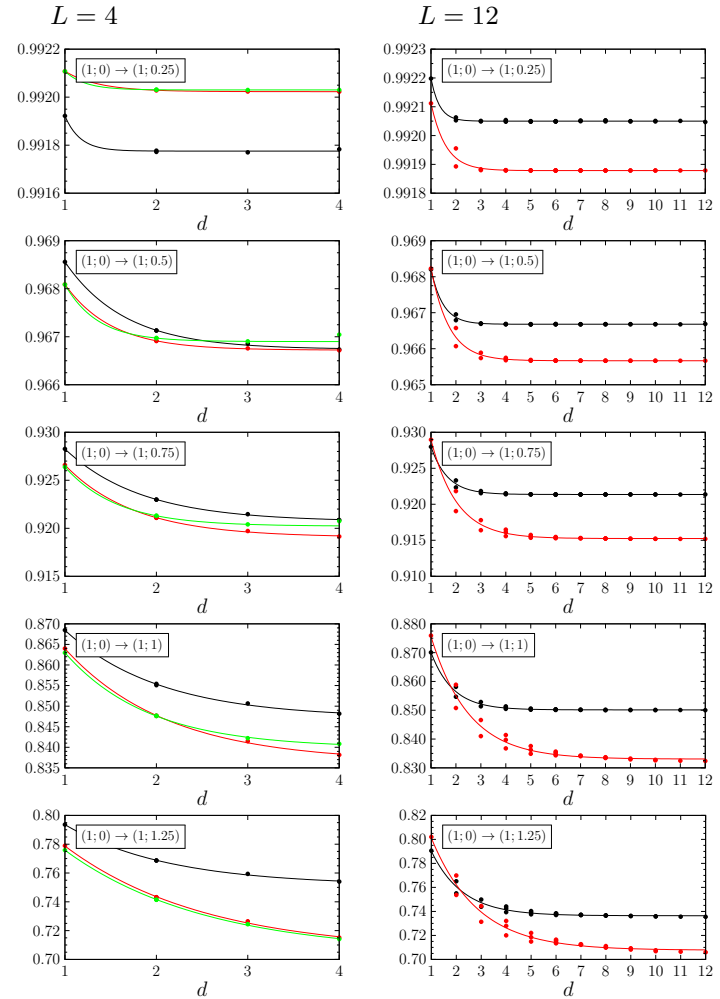 L = 4
L = 12
0.9922
0.9920
0.9918
0.9916
(1; 0) → (1; 0.25)
1 2 3 4
d
0.9923
0.9922
0.9921
0.9920
0.9919
0.9918
(1; 0) → (1; 0.25)
1 2 3 4 5 6 7 8 9 10 11 12
d
0.969
0.968
0.967
0.966
(1; 0) → (1; 0.5)
1 2 3 4
d
0.969
0.968
0.967
0.966
0.965
(1; 0) → (1; 0.5)
1 2 3 4 5 6 7 8 9 10 11 12
d
0.930
0.925
0.920
0.915
(1; 0) → (1; 0.75)
1 2 3 4
d
0.930
0.925
0.920
0.915
0.910
(1; 0) → (1; 0.75)
1 2 3 4 5 6 7 8 9 10 11 12
d
0.870
0.865
0.860
0.855
0.850
0.845
0.840
0.835
(1; 0) → (1; 1)
1 2 3 4
d
0.880
0.870
0.860
0.850
0.840
0.830
(1; 0) → (1; 1)
1 2 3 4 5 6 7 8 9 10 11 12
d
0.80
0.78
0.76
0.74
0.72
0.70
(1; 0) → (1; 1.25)
1 2 3 4
d
0.82
0.80
0.78
0.76
0.74
0.72
0.70
(1; 0) → (1; 1.25)
1 2 3 4 5 6 7 8 9 10 11 12
d